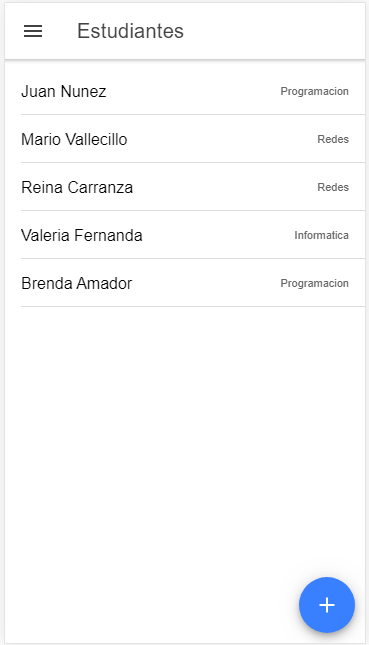 Estudiantes
Juan Nunez Programacion
Mario Vallecillo Redes
Reina Carranza Redes
Valeria Fernanda Informatica
Brenda Amador Programacion